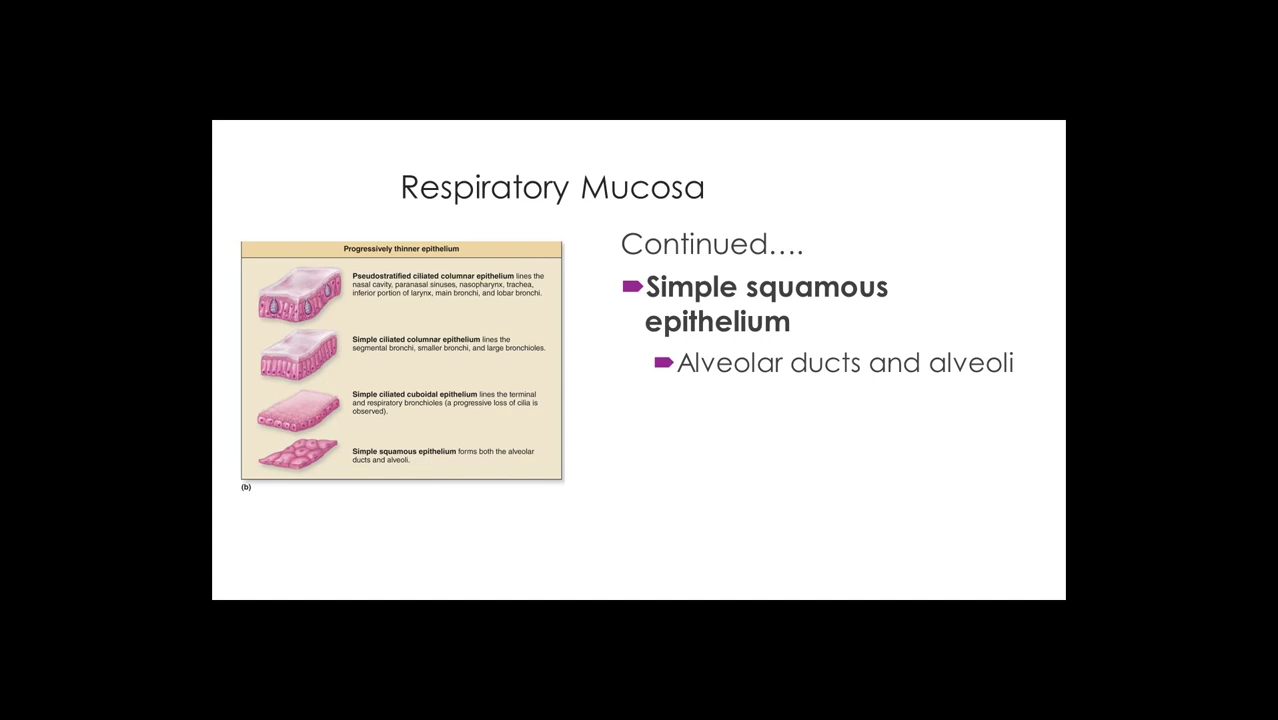 Respiratory Mucosa
Progressively thinner epithelium
Pseudostratified ciliated columnar epithelium lines the
nasal cavity, paranasal sinuses, nasopharynx, trachea,
inferior portion of larynx, main bronchi, and lobar bronchi.
Simple ciliated columnar epithelium lines the
segmental bronchi, smaller bronchi, and large bronchioles.
Simple ciliated cuboidal epithelium lines the terminal
and respiratory bronchioles (a progressive loss of cilia is
observed).
Simple squamous epithelium forms both the alveolar
ducts and alveoli.
(b)
Continued....
Simple squamous
epithelium
Alveolar ducts and alveoli